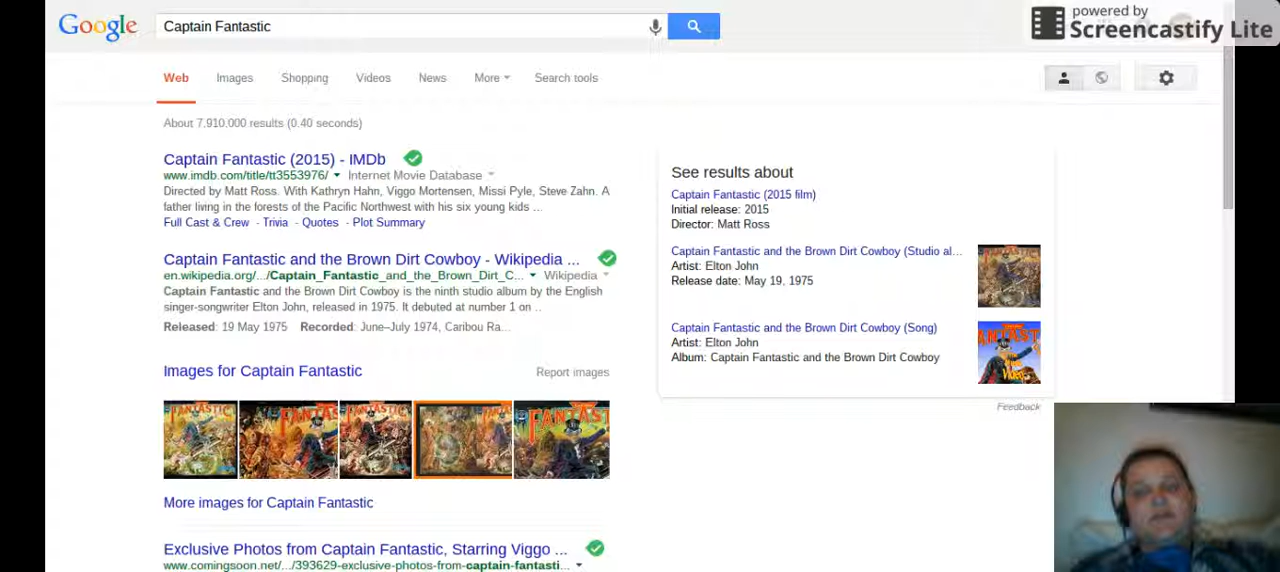 powered by
Screencastify Lite
Google
Captain Fantastic
Web Images Shopping Videos News More Search tools
About 7,910,000 results (0.40 seconds)
Captain Fantastic (2015) - IMDb
www.imdb.com/title/tt3553976/ Internet Movie Database
Directed by Matt Ross. With Kathryn Hahn, Viggo Mortensen, Missi Pyle, Steve Zahn. A
father living in the forests of the Pacific Northwest with his six young kids ...
Full Cast & Crew - Trivia - Quotes - Plot Summary
Captain Fantastic and the Brown Dirt Cowboy - Wikipedia ...
en.wikipedia.org/.../Captain_Fantastic_and_the_Brown_Dirt_C... Wikipedia
Captain Fantastic and the Brown Dirt Cowboy is the ninth studio album by the English
singer-songwriter Elton John, released in 1975. It debuted at number 1 on ..
Released: 19 May 1975 Recorded: June–July 1974, Caribou Ra...
Images for Captain Fantastic
Report images
More images for Captain Fantastic
Exclusive Photos from Captain Fantastic, Starring Viggo ...
www.comingsoon.net/.../393629-exclusive-photos-from-captain-fantasti...
See results about
Captain Fantastic (2015 film)
Initial release: 2015
Director: Matt Ross
Captain Fantastic and the Brown Dirt Cowboy (Studio al...
Artist: Elton John
Release date: May 19, 1975
Captain Fantastic and the Brown Dirt Cowboy (Song)
Artist: Elton John
Album: Captain Fantastic and the Brown Dirt Cowboy
Feedback